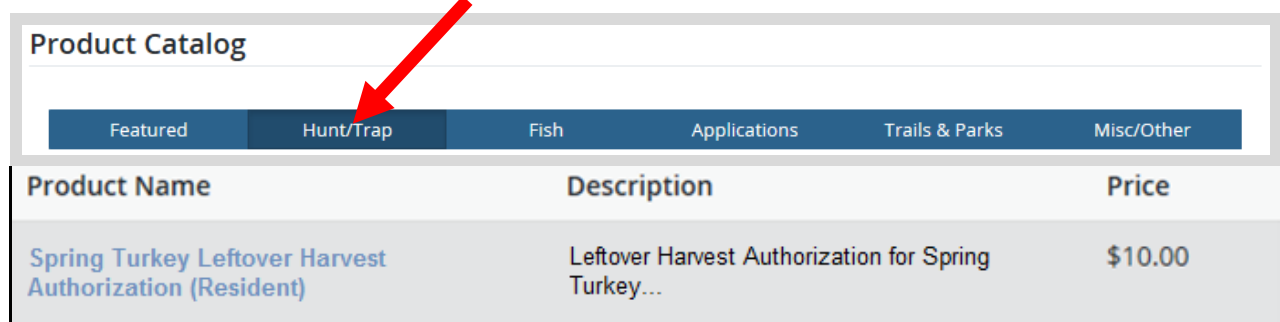 Product Catalog
Featured Hunt/Trap Fish Applications Trails & Parks Misc/Other
Product Name Description Price
Spring Turkey Leftover Harvest Leftover Harvest Authorization for Spring $10.00
Authorization (Resident) Turkey...